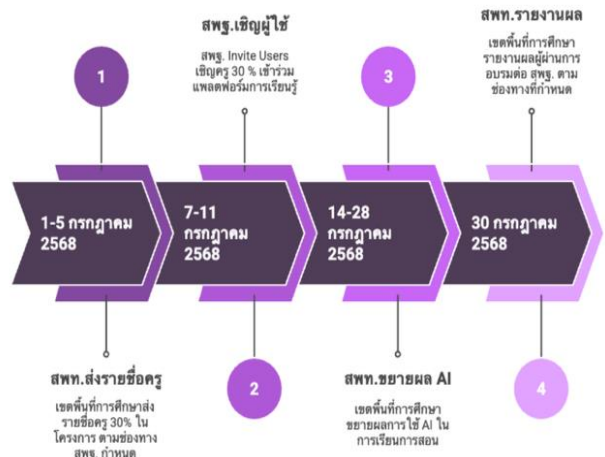 1
1-5 กรกฎาคม
2568
สพท.ส่งรายชื่อครู
เขตพื้นที่การศึกษาส่ง
รายชื่อครู 30% ใน
โครงการ ตามช่องทาง
สพฐ. กำหนด
สพฐ.เชิญผู้ใช้
สพฐ. Invite Users
เชิญครู 30 % เข้าร่วม
แพลตฟอร์มการเรียนรู้
7-11
กรกฎาคม
2568
2
3
14-28
กรกฎาคม
2568
สพท.ขยายผล AI
เขตพื้นที่การศึกษา
ขยายผลการใช้ AI ใน
การเรียนการสอน
สพท.รายงานผล
เขตพื้นที่การศึกษา
รายงานผลผู้ผ่านการ
อบรมต่อ สพฐ. ตาม
ช่องทางที่กำหนด
30 กรกฎาคม
2568
4